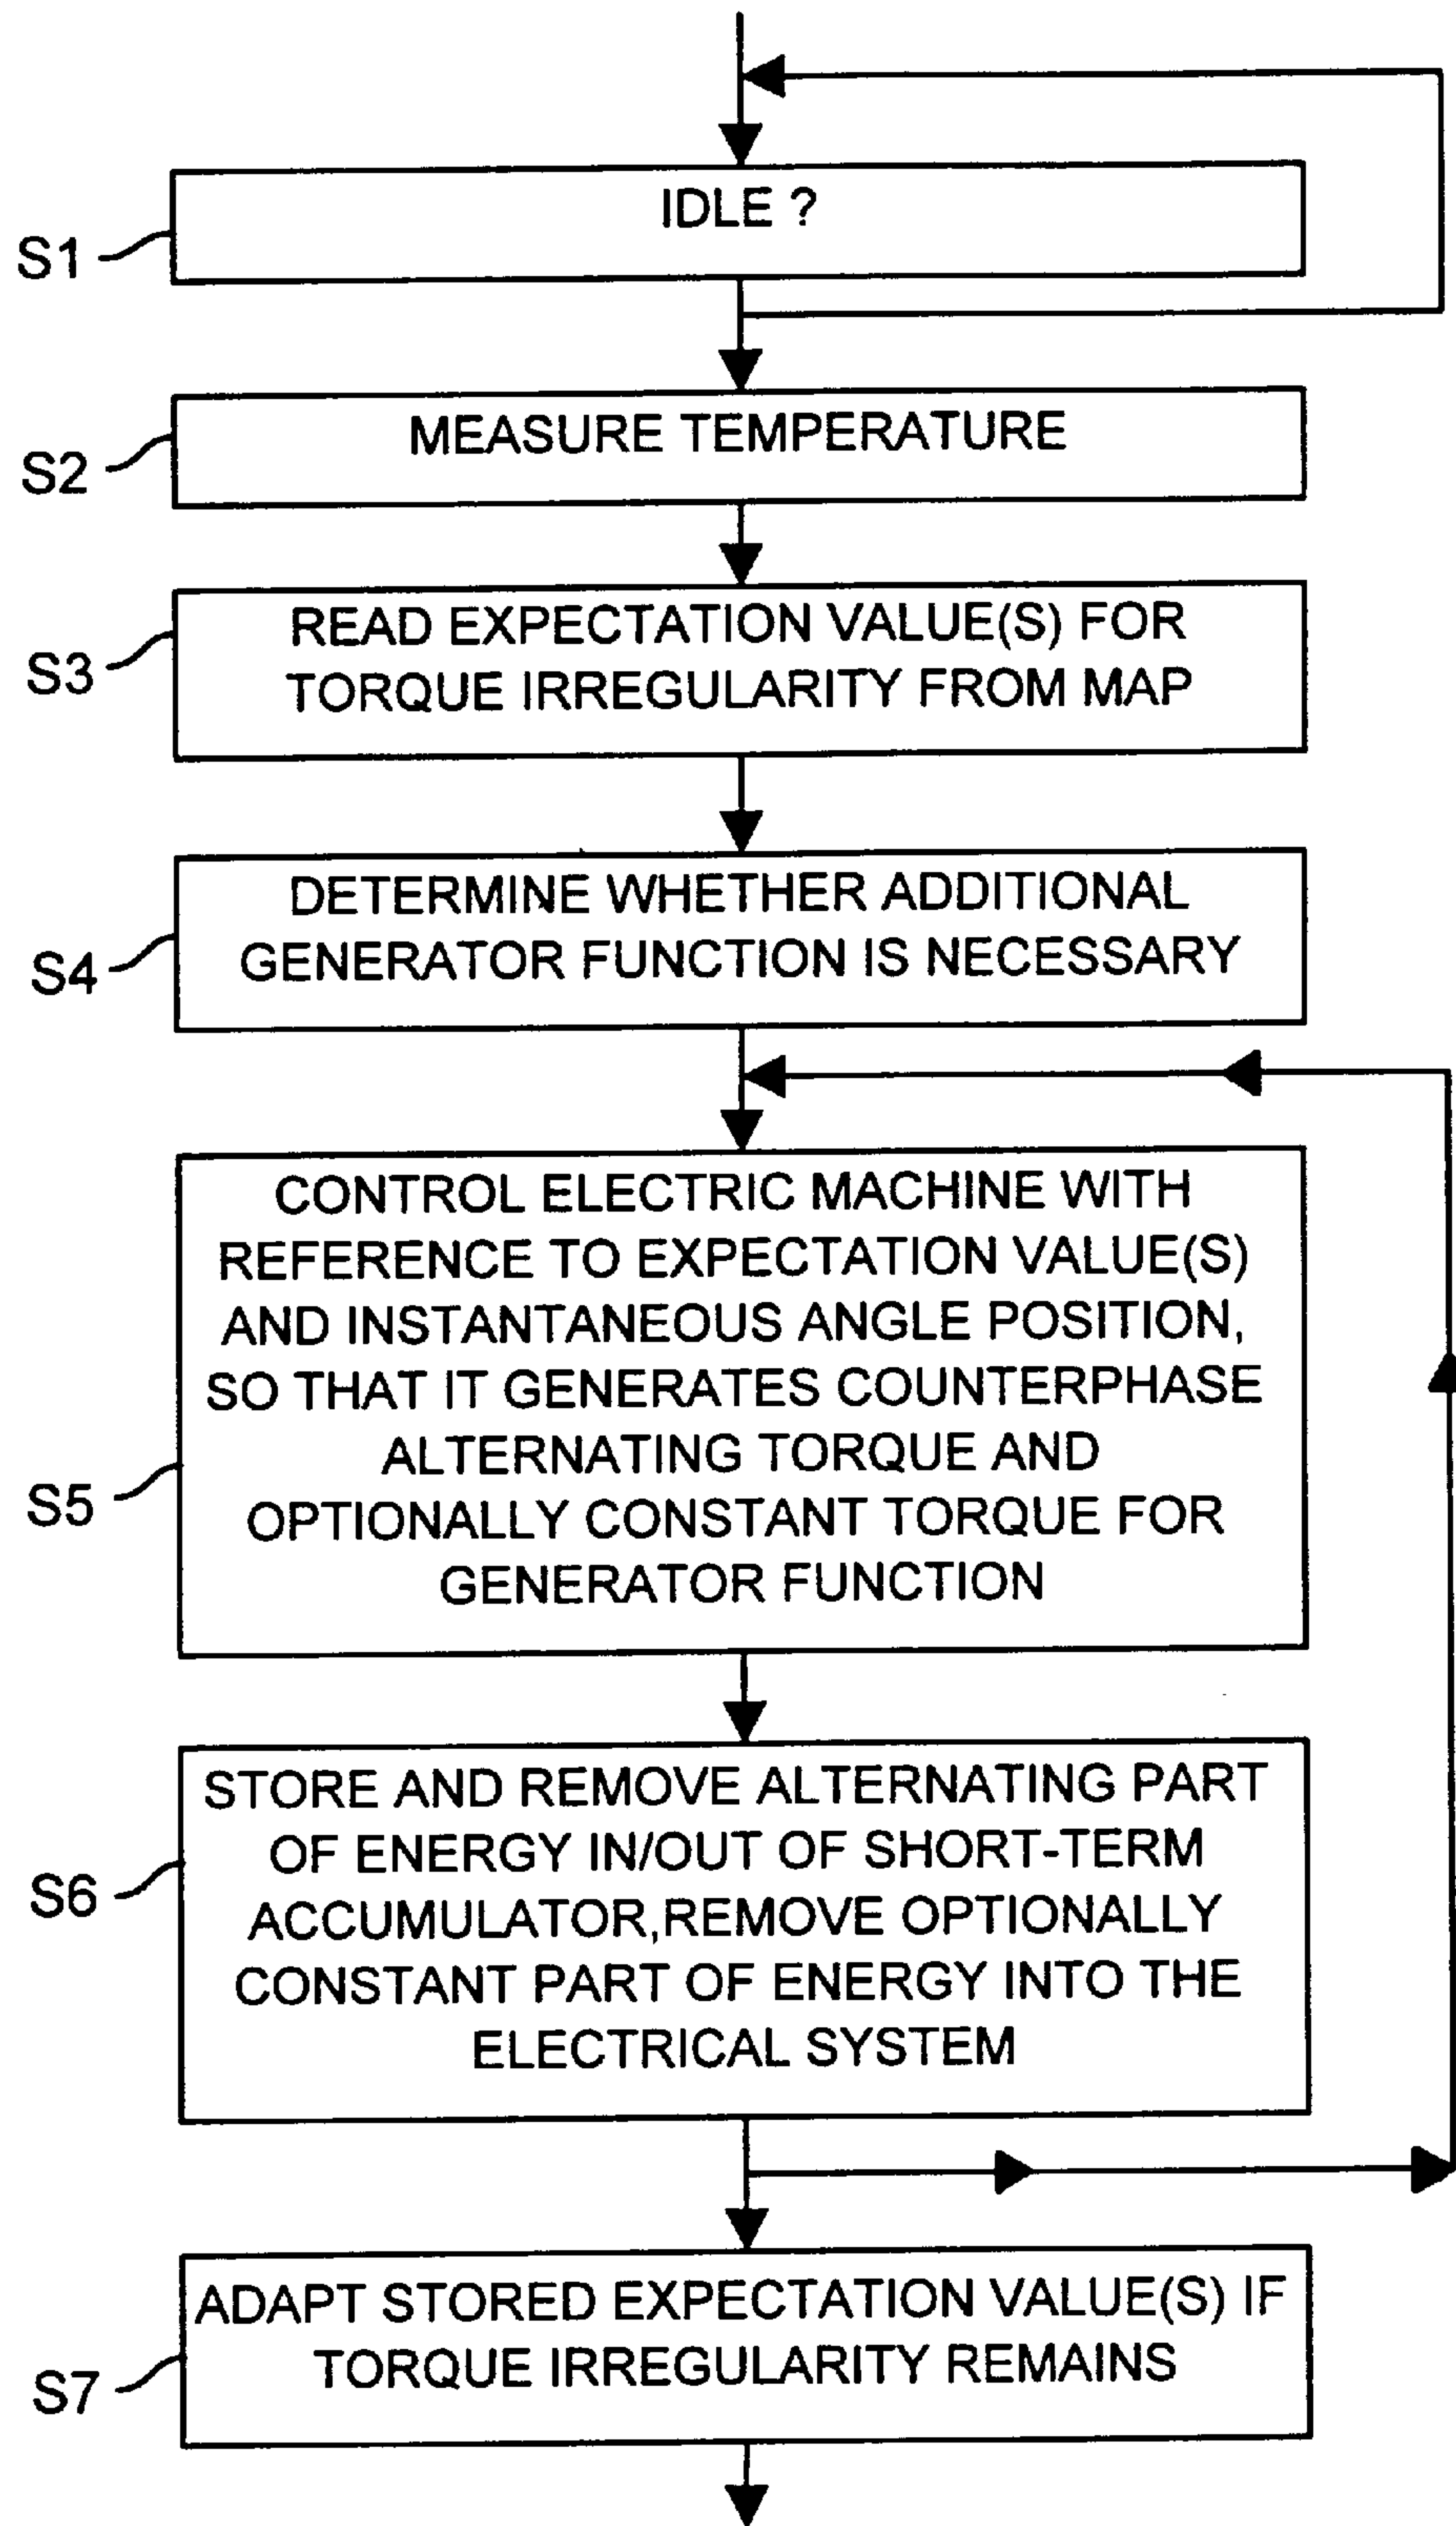 IDLE ?
S1
MEASURE TEMPERATURE
S2
READ EXPECTATION VALUE(S) FOR
TORQUE IRREGULARITY FROM MAP
S3
DETERMINE WHETHER ADDITIONAL
GENERATOR FUNCTION IS NECESSARY
S4
CONTROL ELECTRIC MACHINE WITH
REFERENCE TO EXPECTATION VALUE(S)
AND INSTANTANEOUS ANGLE POSITION,
SO THAT IT GENERATES COUNTERPHASE
ALTERNATING TORQUE AND
OPTIONALLY CONSTANT TORQUE FOR
GENERATOR FUNCTION
S5
STORE AND REMOVE ALTERNATING PART
OF ENERGY IN/OUT OF SHORT-TERM
ACCUMULATOR,REMOVE OPTIONALLY
CONSTANT PART OF ENERGY INTO THE
ELECTRICAL SYSTEM
S6
ADAPT STORED EXPECTATION VALUE(S) IF
TORQUE IRREGULARITY REMAINS
S7